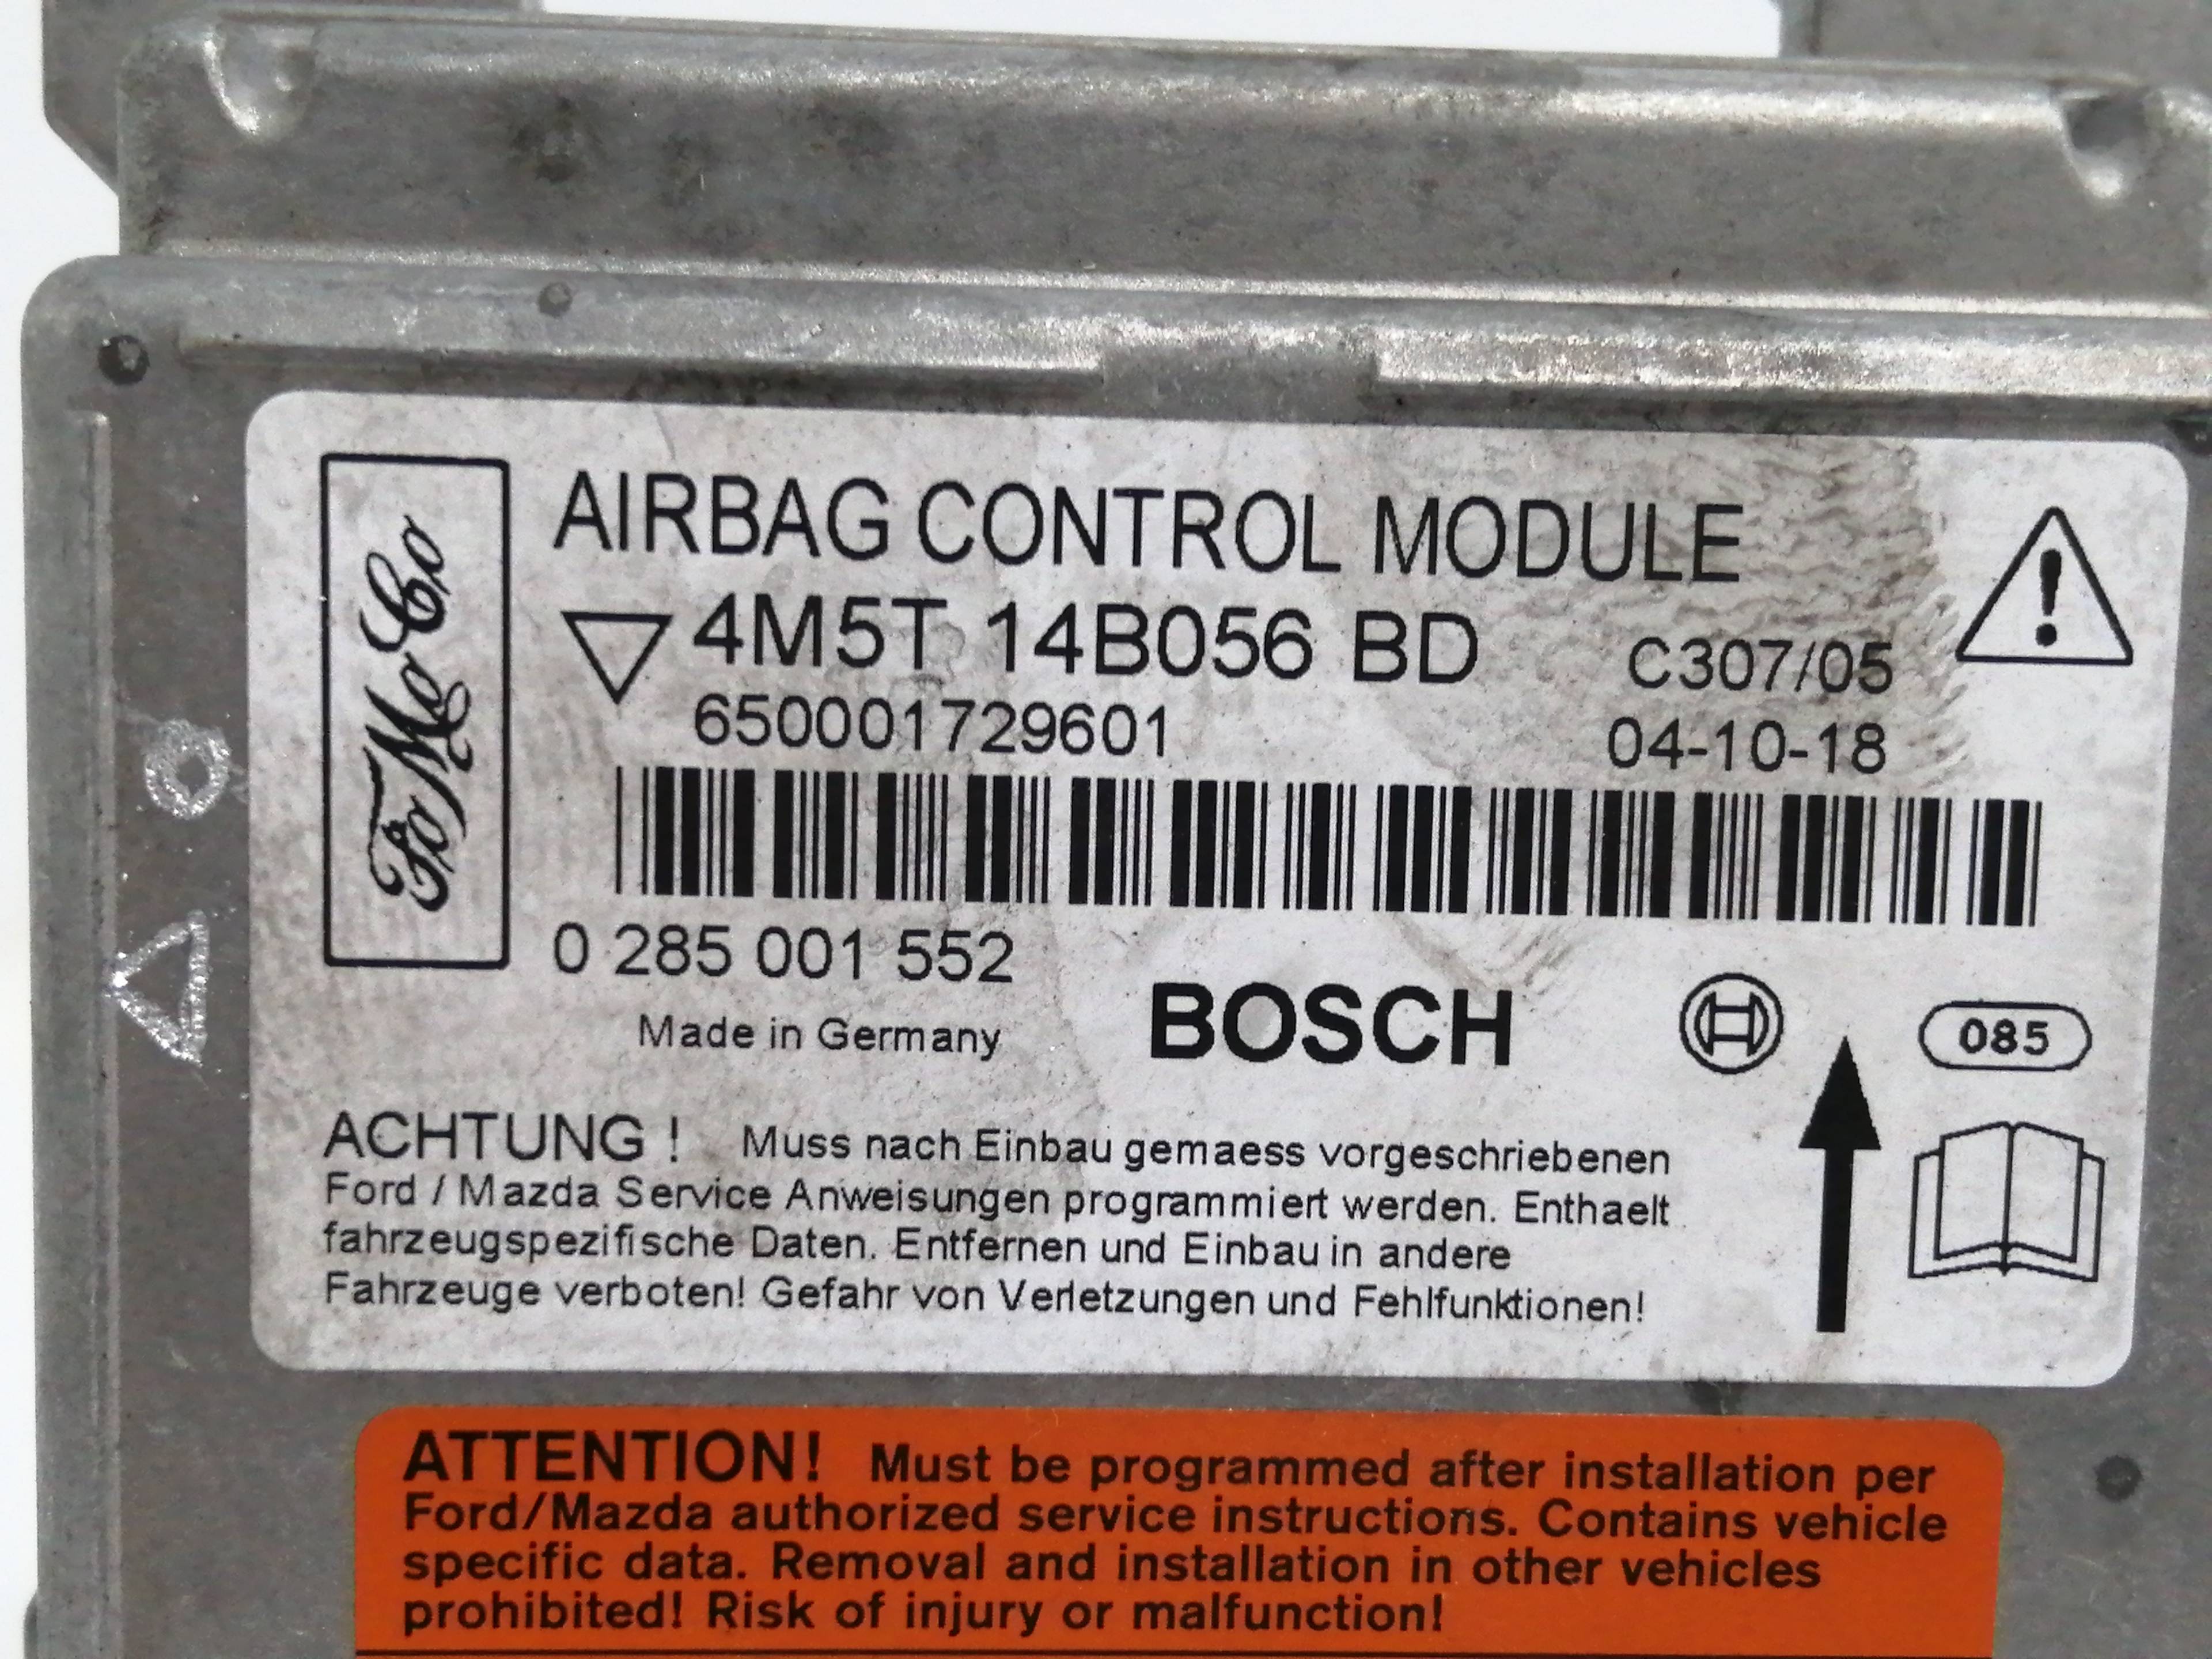 FoMoCo
AIRBAG CONTROL MODULE
4M5T 14B056 BD
C307/05
650001729601
04-10-18
0 285 001 552
Made in Germany
BOSCH
085
ACHTUNG ! Muss nach Einbau gemaess vorgeschriebenen
Ford / Mazda Service Anweisungen programmiert werden. Enthaelt
fahrzeugspezifische Daten. Entfernen und Einbau in andere
Fahrzeuge verboten! Gefahr von Verletzungen und Fehlfunktionen!
ATTENTION! Must be programmed after installation per
Ford/Mazda authorized service instructions. Contains vehicle
specific data. Removal and installation in other vehicles
prohibited! Risk of injury or malfunction!